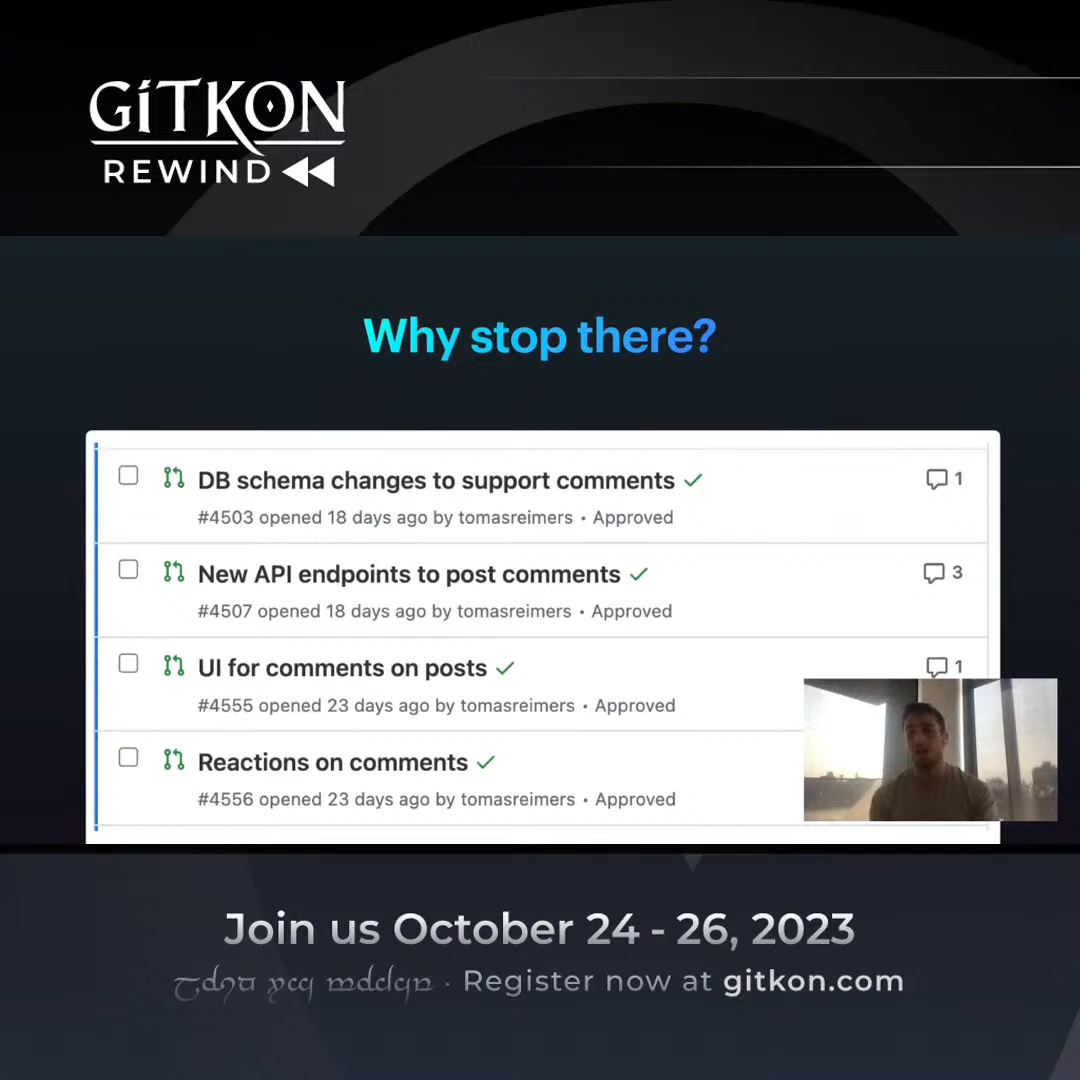 GiTKON
REWIND
Why stop there?
DB schema changes to support comments
1
#4503 opened 18 days ago by tomasreimers • Approved
New API endpoints to post comments
3
#4507 opened 18 days ago by tomasreimers • Approved
UI for comments on posts
1
#4555 opened 23 days ago by tomasreimers • Approved
Reactions on comments
#4556 opened 23 days ago by tomasreimers • Approved
Join us October 24 - 26, 2023
· Register now at gitkon.com